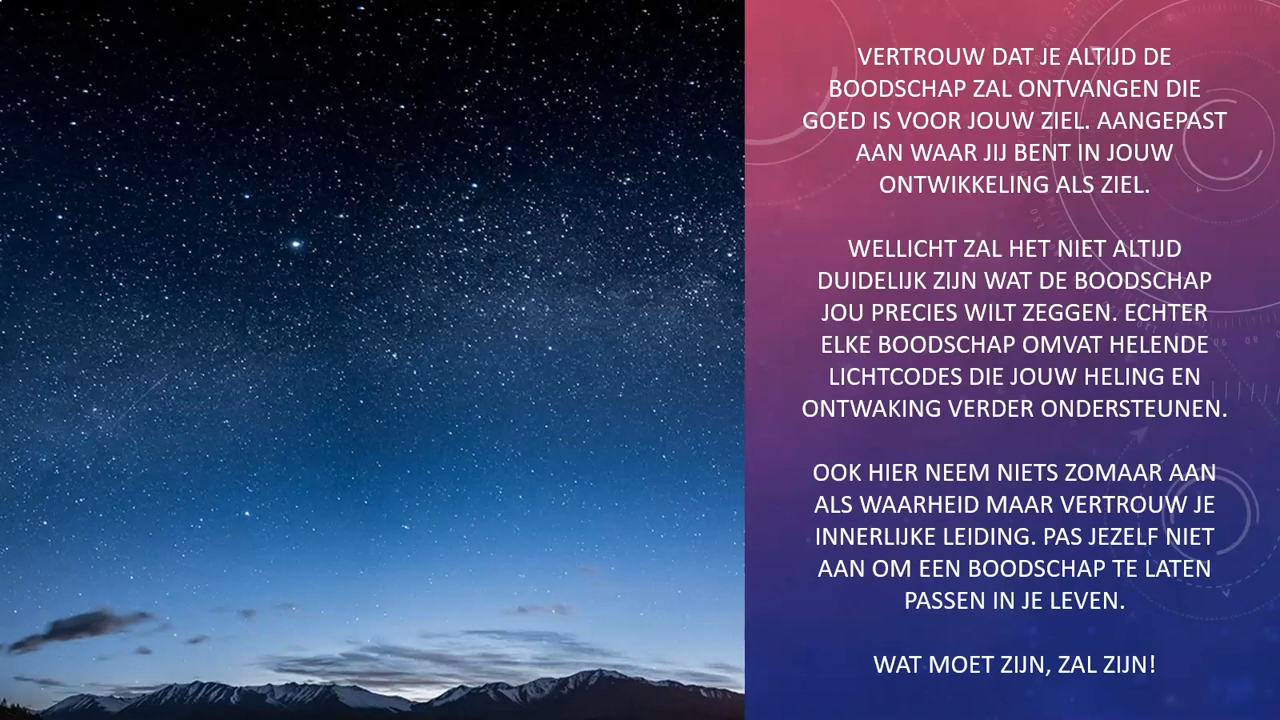 VERTROUW DAT JE ALTIJD DE
BOODSCHAP ZAL ONTVANGEN DIE
GOED IS VOOR JOUW ZIEL. AANGEPAST
AAN WAAR JIJ BENT IN JOUW
ONTWIKKELING ALS ZIEL.
WELLICHT ZAL HET NIET ALTIJD
DUIDELIJK ZIJN WAT DE BOODSCHAP
JOU PRECIES WILT ZEGGEN. ECHTER
ELKE BOODSCHAP OMVAT HELENDE
LICHTCODES DIE JOUW HELING EN
ONTWAKING VERDER ONDERSTEUNEN.
OOK HIER NEEM NIETS ZOMAAR AAN
ALS WAARHEID MAAR VERTROUW JE
INNERLIJKE LEIDING. PAS JEZELF NIET
AAN OM EEN BOODSCHAP TE LATEN
PASSEN IN JE LEVEN.
WAT MOET ZIJN, ZAL ZIJN!